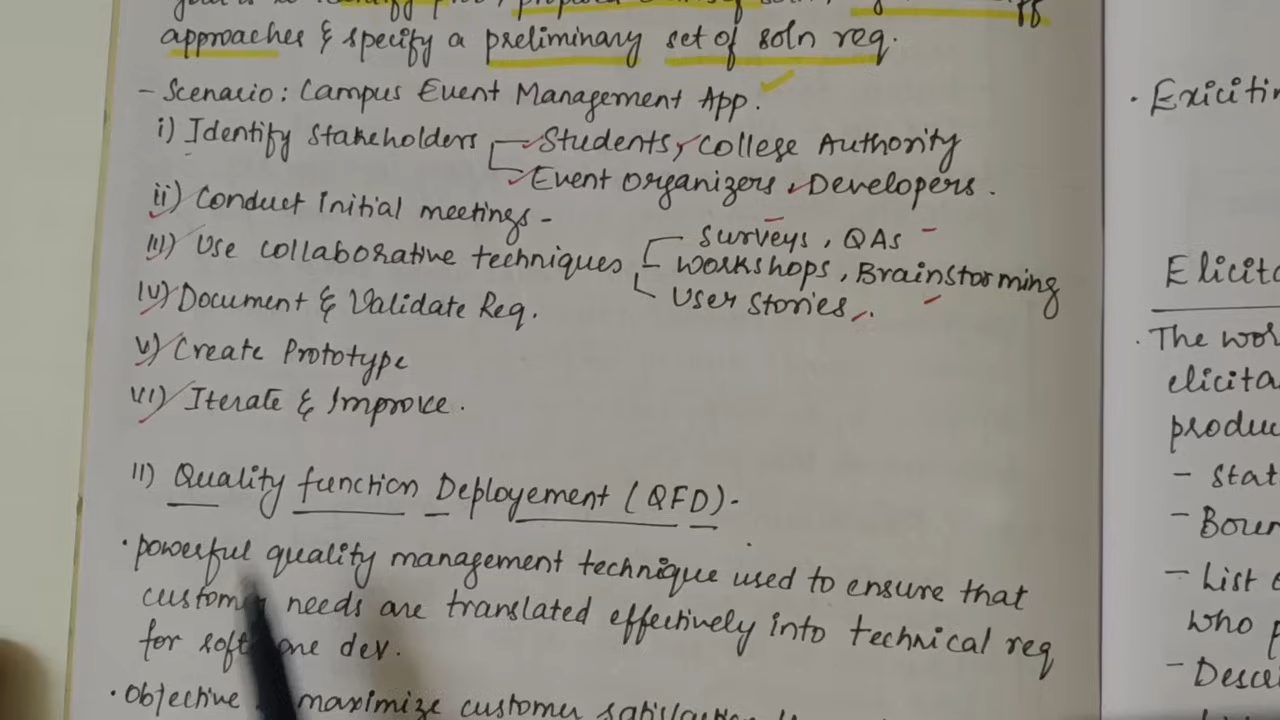 approaches & specify a preliminary set of soln req.
- Scenario: Campus Event Management App.
i) Identify Stakeholders - Students, College Authority
- Event Organizers, Developers.
ii) Conduct initial meetings -
iii) Use collaborative techniques - Surveys, QAs
- Workshops, Brainstorming
- User Stories.
iv) Document & Validate Req.
v) Create Prototype
vi) Iterate & Improve.
II) Quality Function Deployement (QFD)-
• powerful quality management technique used to ensure that
customer needs are translated effectively into technical req
for software dev.
• Objective maximize customer
• Exicitin
Elicita
• The wor
elicita
produc
- Stat
- Boun
- List
who
- Desce